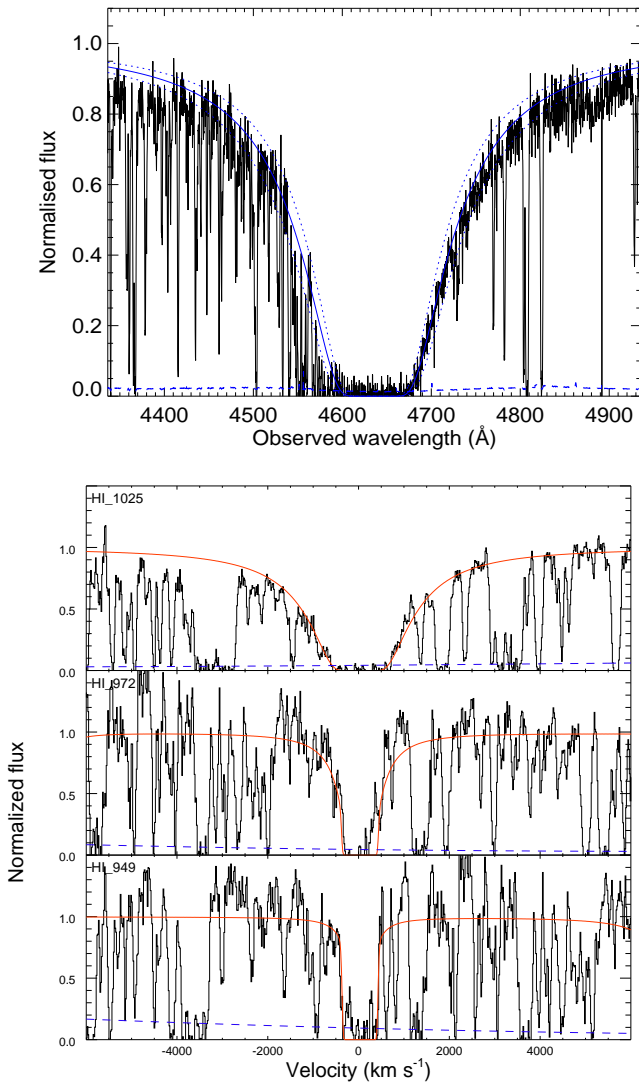 Normalised flux
1.0
0.8
0.6
0.4
0.2
0.0
4400 4500 4600 4700 4800 4900
Observed wavelength (Å)
Normalized flux
HI_1025
1.0
0.5
0.0
HI_972
1.0
0.5
0.0
HI_949
1.0
0.5
0.0
-4000 -2000 0 2000 4000
Velocity (km s⁻¹)